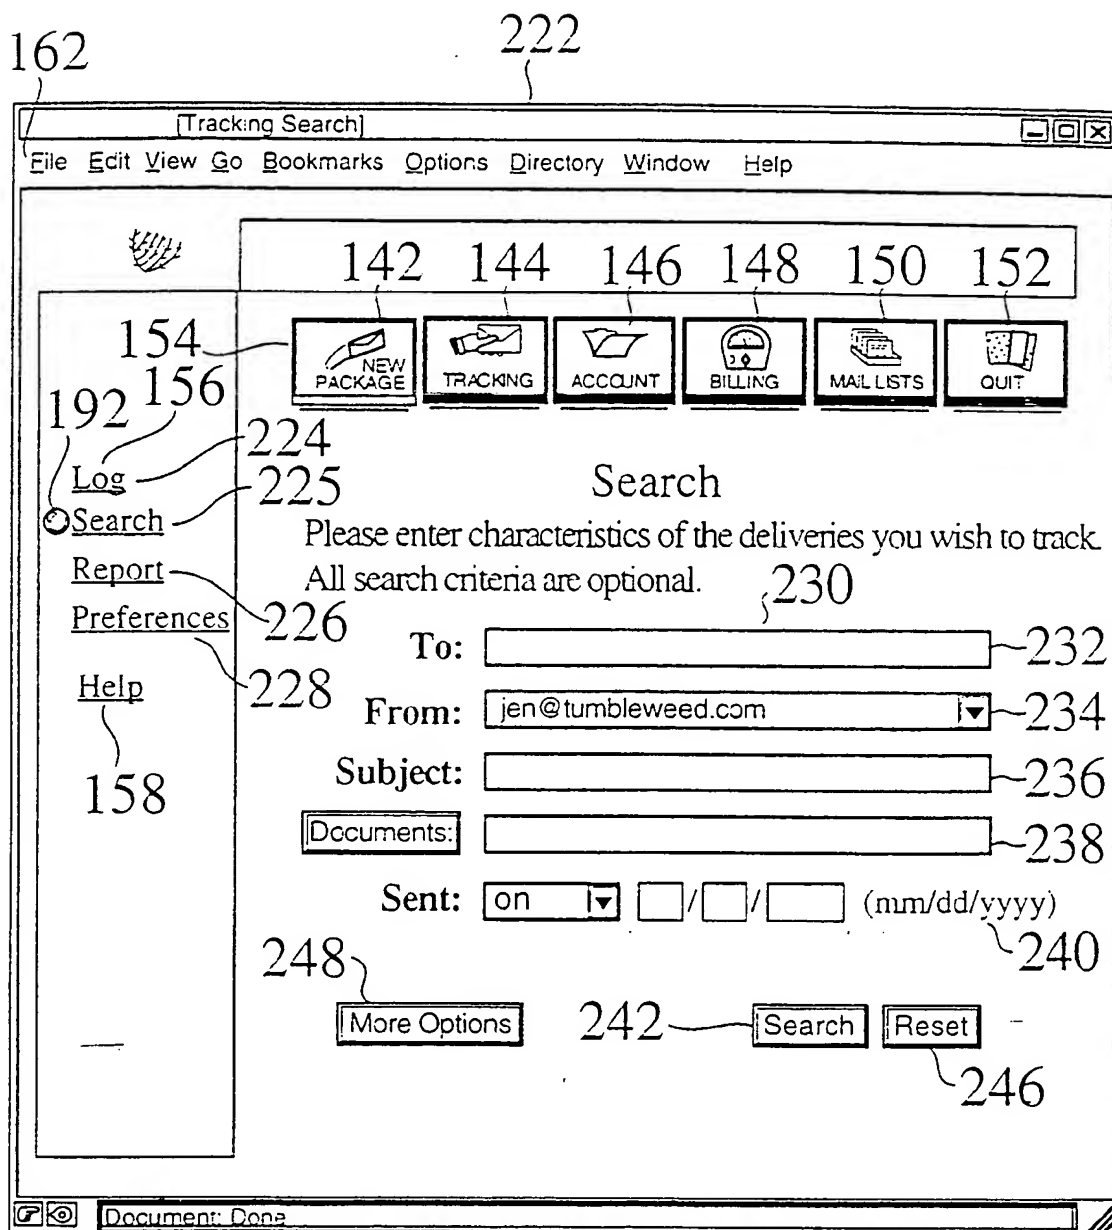 222
162
[Tracking Search]
File Edit View Go Bookmarks Options Directory Window Help
142 144 146 148 150 152
154
NEW PACKAGE TRACKING ACCOUNT BILLING MAIL LISTS QUIT
192 156
Log 224
Search 225
Report 226
Preferences 228
Help
158
Search
Please enter characteristics of the deliveries you wish to track.
All search criteria are optional. 230
To: 232
From: jen@tumbleweed.com 234
Subject: 236
Documents: 238
Sent: on / / (mm/dd/yyyy)
240
248
More Options 242 Search Reset
246
Document: Done